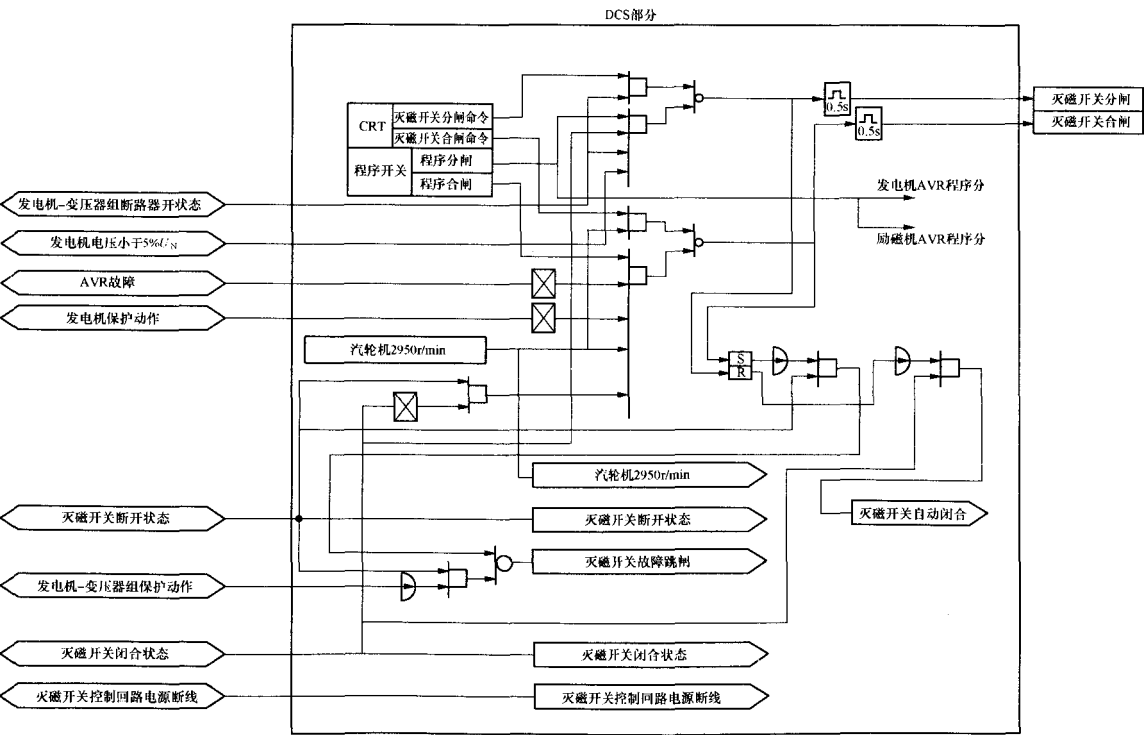 DCS部分
CRT
灭磁开关分闸命令
灭磁开关合闸命令
程序开关
程序分闸
程序合闸
0.5s
0.5s
灭磁开关分闸
灭磁开关合闸
发电机AVR程序分
励磁机AVR程序分
发电机-变压器组断路器开状态
发电机电压小于5%U_N
AVR故障
发电机保护动作
汽轮机2950r/min
S
R
汽轮机2950r/min
灭磁开关断开状态
灭磁开关断开状态
灭磁开关自动闭合
灭磁开关故障跳闸
发电机-变压器组保护动作
灭磁开关闭合状态
灭磁开关闭合状态
灭磁开关控制回路电源断线
灭磁开关控制回路电源断线